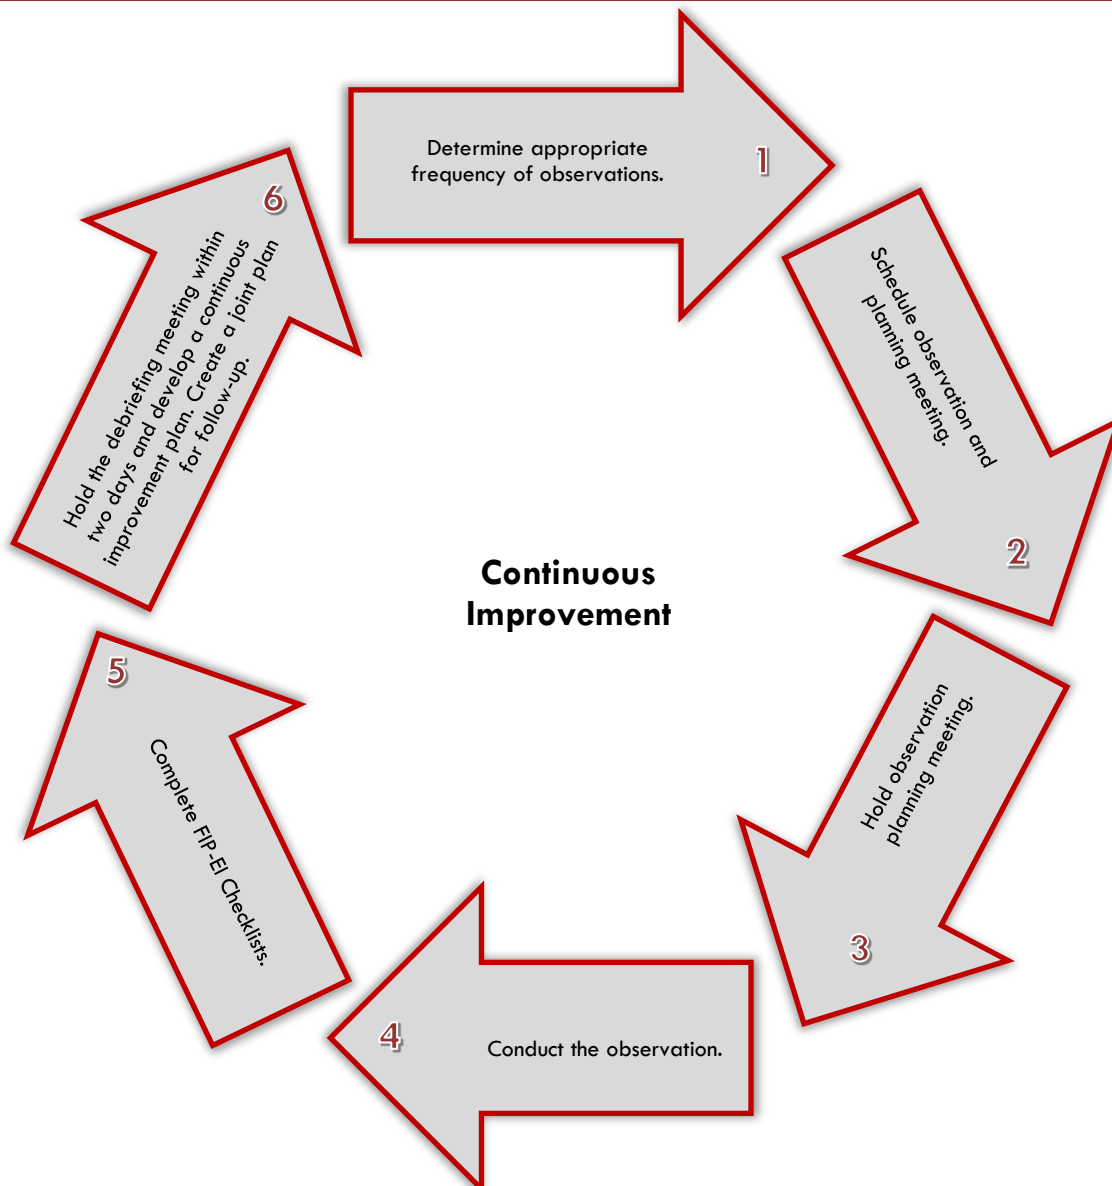 Determine appropriate
frequency of observations.
1
Schedule observation and
planning meeting.
2
Hold observation
planning meeting.
3
Conduct the observation.
4
Complete FIP-EI Checklists.
5
Hold the debriefing meeting within
two days and develop a continuous
improvement plan. Create a joint plan
for follow-up.
6
Continuous
Improvement